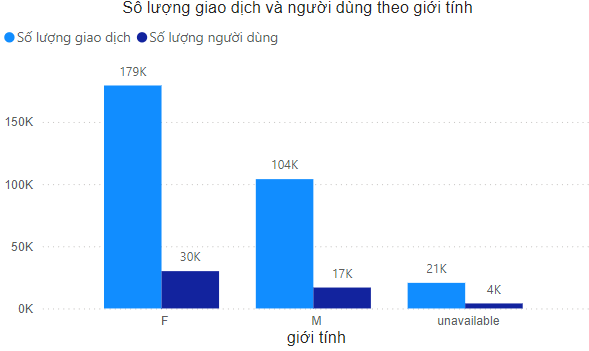 Số lượng giao dịch và người dùng theo giới tính
Số lượng giao dịch Số lượng người dùng
179K
150K
104K
100K
50K
30K
21K
17K
4K
0K
F M unavailable
giới tính